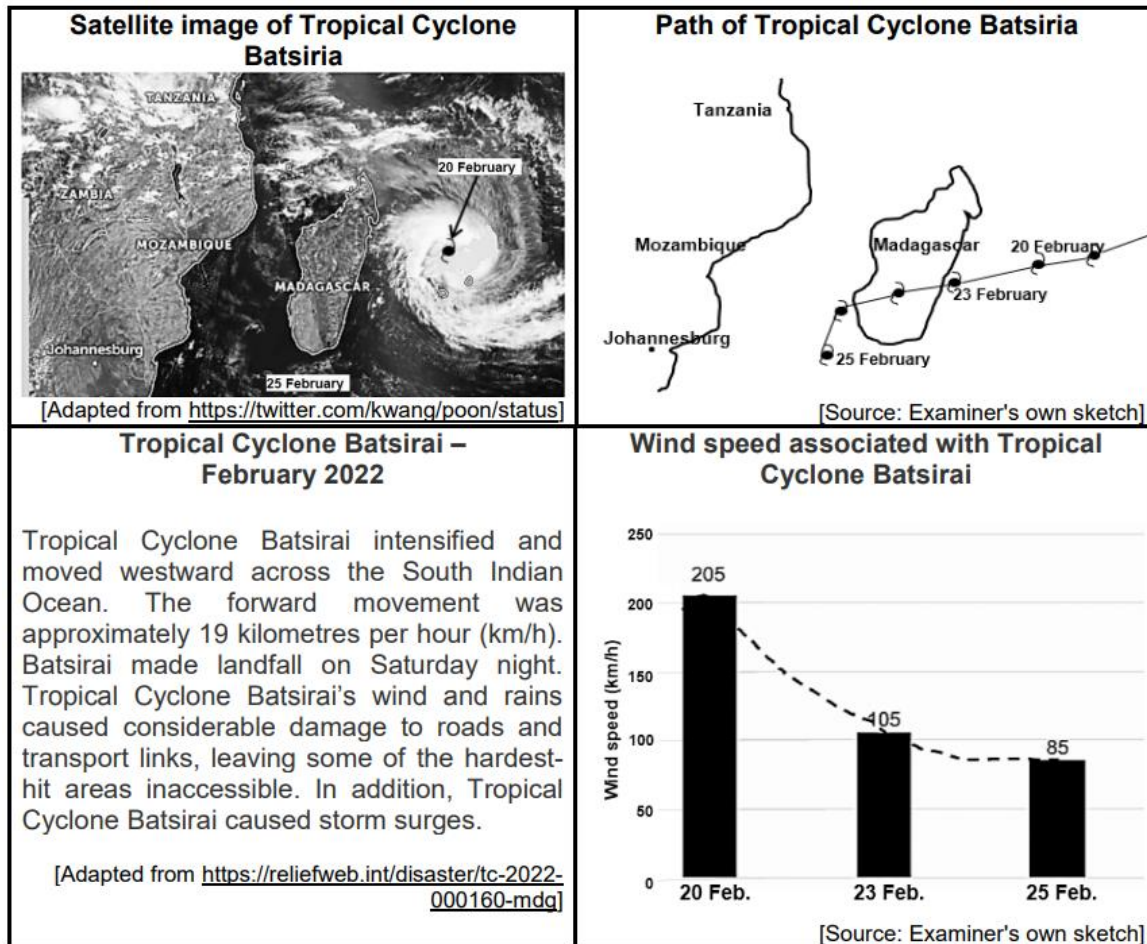 Satellite image of Tropical Cyclone
Batsiria
TANZANIA
20 February
ZAMBIA
MOZAMBIQUE
MADAGASCAR
Johannesburg
25 February
[Adapted from https://twitter.com/kwang/poon/status]
Path of Tropical Cyclone Batsiria
Tanzania
Mozambique
Madagascar
20 February
23 February
Johannesburg
25 February
[Source: Examiner's own sketch]
Tropical Cyclone Batsirai –
February 2022
Tropical Cyclone Batsirai intensified and
moved westward across the South Indian
Ocean. The forward movement was
approximately 19 kilometres per hour (km/h).
Batsirai made landfall on Saturday night.
Tropical Cyclone Batsirai's wind and rains
caused considerable damage to roads and
transport links, leaving some of the hardest-
hit areas inaccessible. In addition, Tropical
Cyclone Batsirai caused storm surges.
[Adapted from https://reliefweb.int/disaster/tc-2022-
000160-mdg]
Wind speed associated with Tropical
Cyclone Batsirai
Wind speed (km/h)
250
200
150
100
50
0
205
105
85
20 Feb.
23 Feb.
25 Feb.
[Source: Examiner's own sketch]